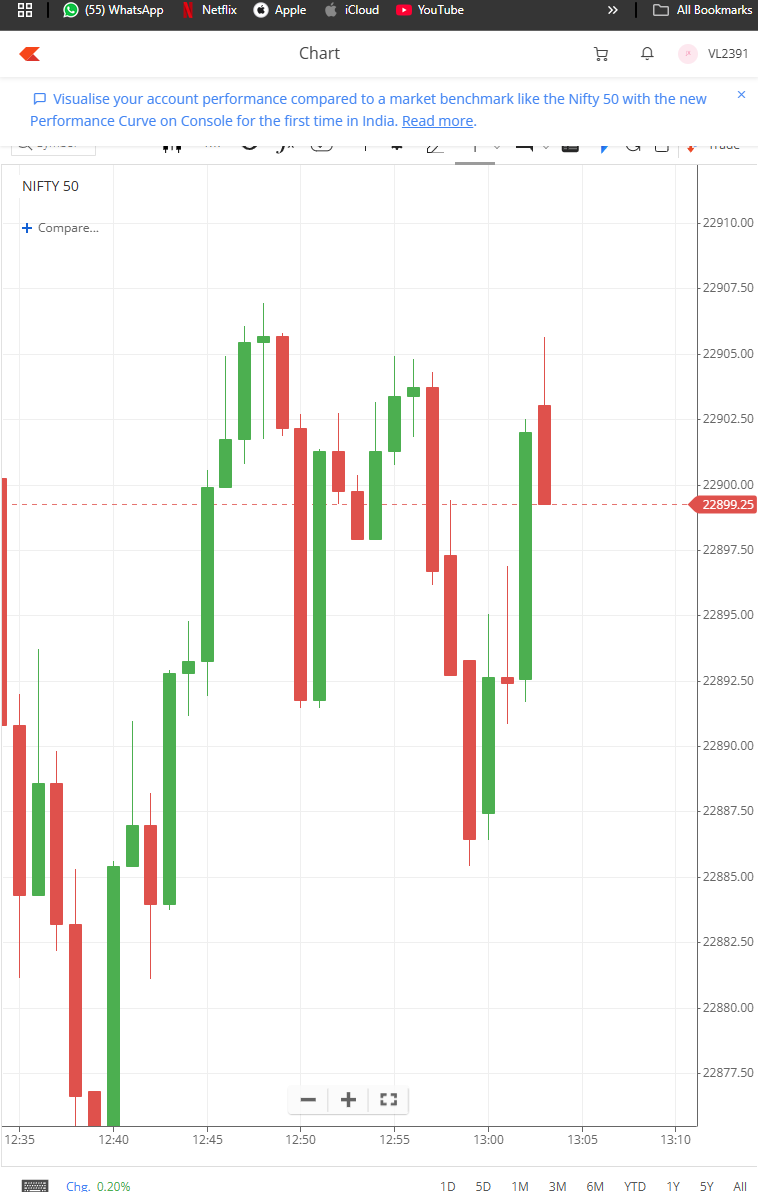 (55) WhatsApp Netflix Apple iCloud YouTube » All Bookmarks
Chart VL2391
Visualise your account performance compared to a market benchmark like the Nifty 50 with the new
Performance Curve on Console for the first time in India. Read more.
NIFTY 50
+ Compare...
22910.00
22907.50
22905.00
22902.50
22900.00
22899.25
22897.50
22895.00
22892.50
22890.00
22887.50
22885.00
22882.50
22880.00
22877.50
12:35 12:40 12:45 12:50 12:55 13:00 13:05 13:10
Chg. 0.20% 1D 5D 1M 3M 6M YTD 1Y 5Y All